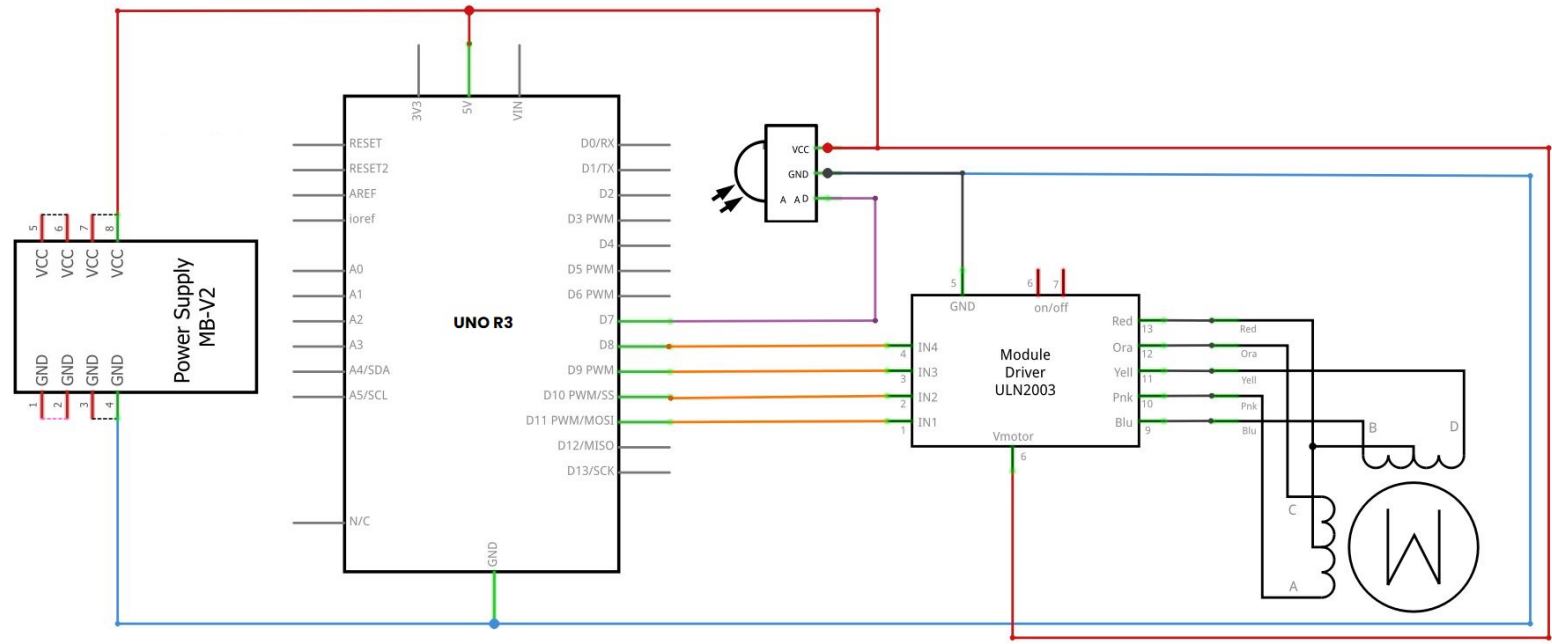 3V3
5V
VIN
RESET
RESET2
AREF
ioref
A0
A1
A2
A3
A4/SDA
A5/SCL
N/C
UNO R3
D0/RX
D1/TX
D2
D3 PWM
D4
D5 PWM
D6 PWM
D7
D8
D9 PWM
D10 PWM/SS
D11 PWM/MOSI
D12/MISO
D13/SCK
GND
5
6
7
8
VCC
VCC
VCC
VCC
Power Supply
MB-V2
GND
GND
GND
GND
1
2
3
4
VCC
GND
A AD
5
6
7
GND
on/off
IN4
4
IN3
3
IN2
2
IN1
1
Module
Driver
ULN2003
Vmotor
6
Red
13
Ora
12
Yell
11
Pnk
10
Blu
9
Red
Ora
Yell
Pnk
Blu
B
D
C
A
M